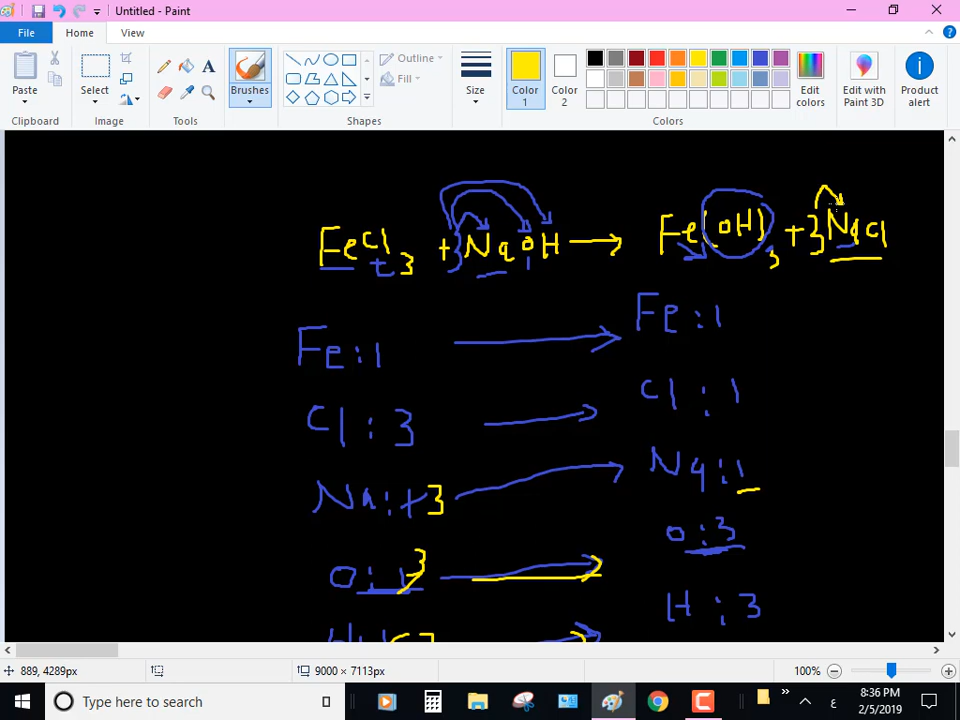 Untitled - Paint
File Home View
Paste Select Brushes Outline Fill Size Color 1 Color 2 Edit colors Edit with Paint 3D Product alert
Clipboard Image Tools Shapes Colors
FeCl3 + 3NaOH → Fe(OH)3 + 3NaCl
Fe:1 Fe:1
Cl:3 Cl:1
Na:1 3 Na:1
O:1 3 O:3
H:1 3 H:3
889, 4289px 9000 × 7113px 100%
Type here to search 8:36 PM
ع 2/5/2019